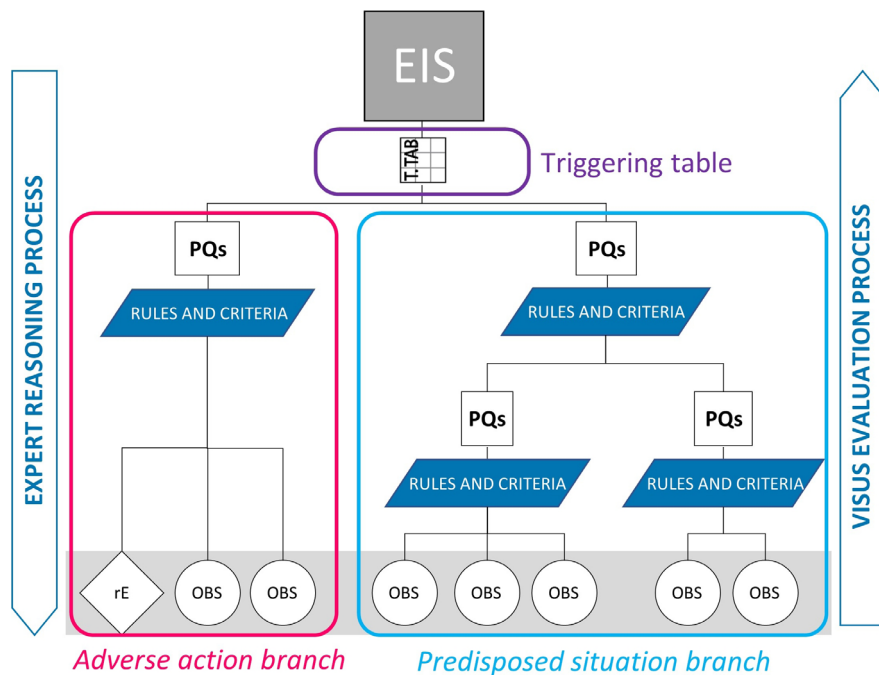 EIS
T. TAB
Triggering table
EXPERT REASONING PROCESS
VISUS EVALUATION PROCESS
PQs
PQs
RULES AND CRITERIA
RULES AND CRITERIA
PQs
PQs
RULES AND CRITERIA
RULES AND CRITERIA
rE
OBS
OBS
OBS
OBS
OBS
OBS
OBS
Adverse action branch
Predisposed situation branch